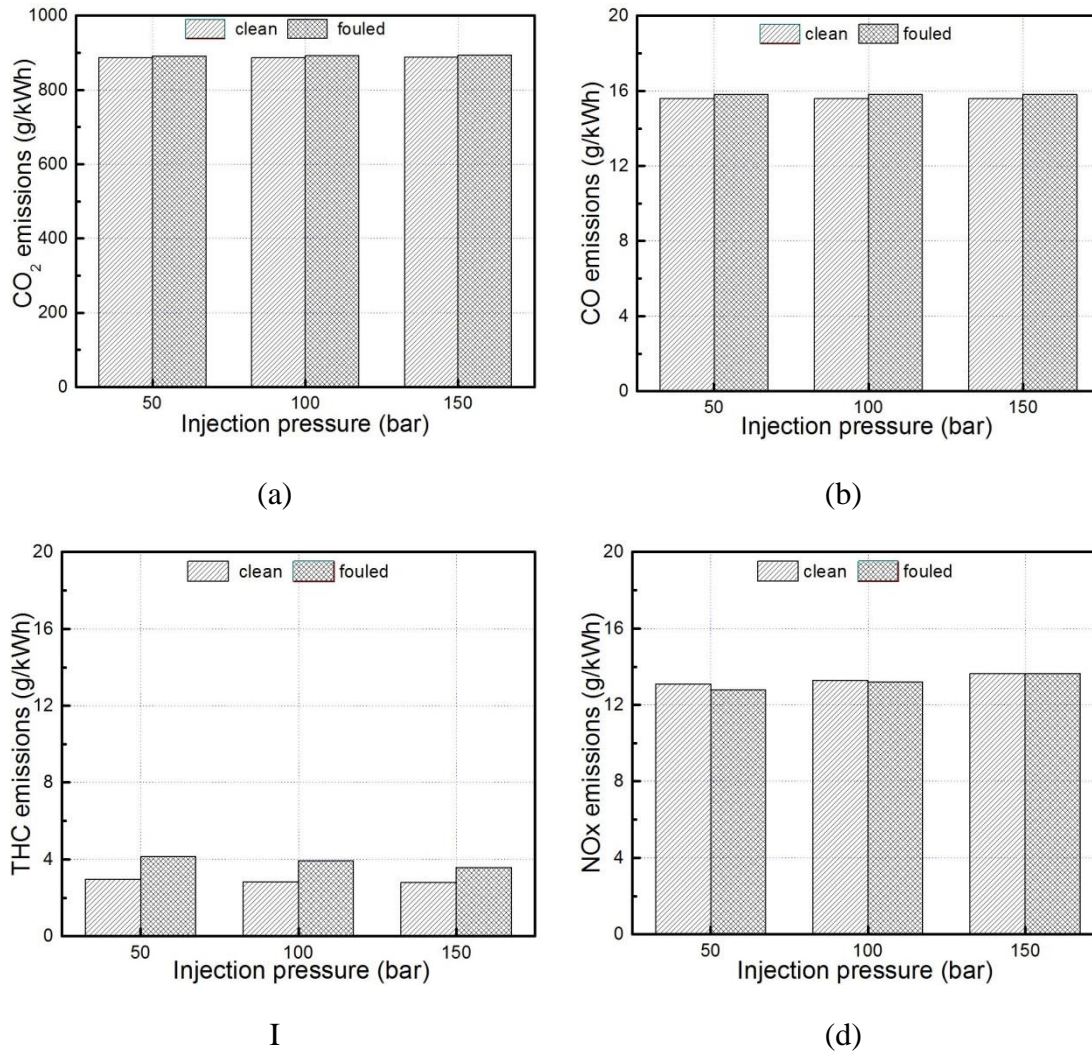 1000
800
600
400
200
0
CO₂ emissions (g/kWh)
clean
fouled
50
100
150
Injection pressure (bar)
(a)
20
16
12
8
4
0
CO emissions (g/kWh)
clean
fouled
50
100
150
Injection pressure (bar)
(b)
20
16
12
8
4
0
THC emissions (g/kWh)
clean
fouled
50
100
150
Injection pressure (bar)
I
20
16
12
8
4
0
NOx emissions (g/kWh)
clean
fouled
50
100
150
Injection pressure (bar)
(d)